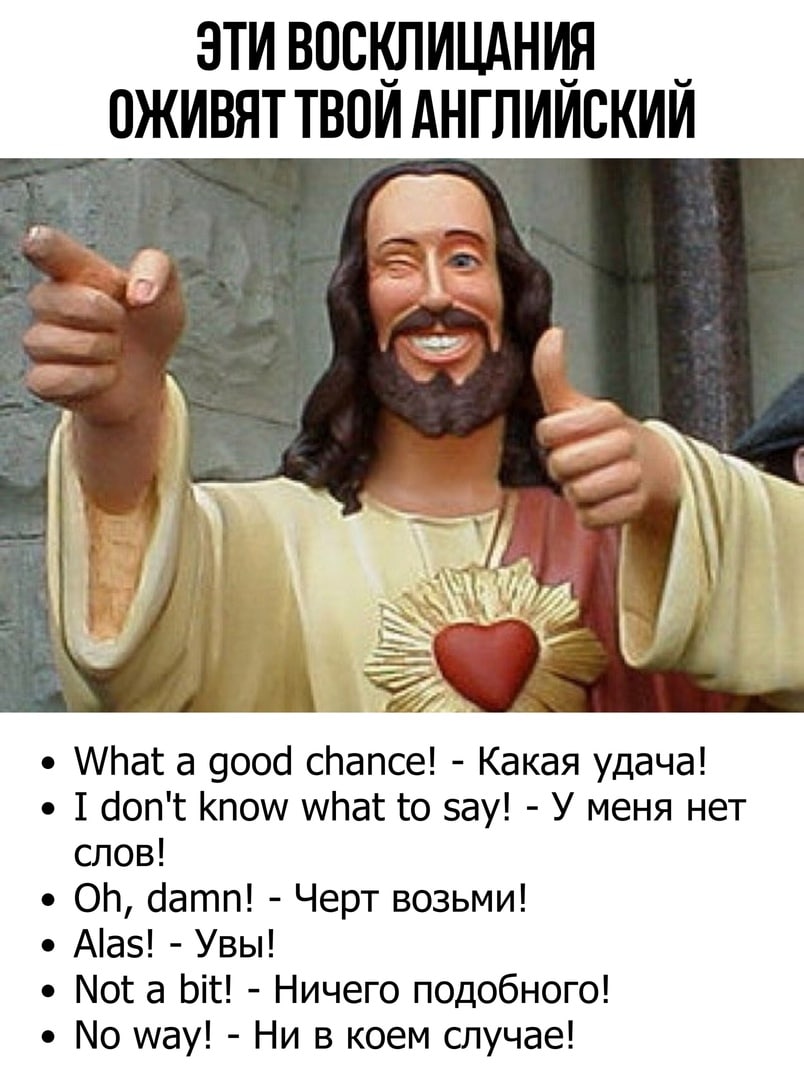 ЭТИ ВОСКЛИЦАНИЯ
ОЖИВЯТ ТВОЙ АНГЛИЙСКИЙ
• What a good chance! - Какая удача!
• I don't know what to say! - У меня нет
слов!
• Oh, damn! - Черт возьми!
• Alas! - Увы!
• Not a bit! - Ничего подобного!
• No way! - Ни в коем случае!